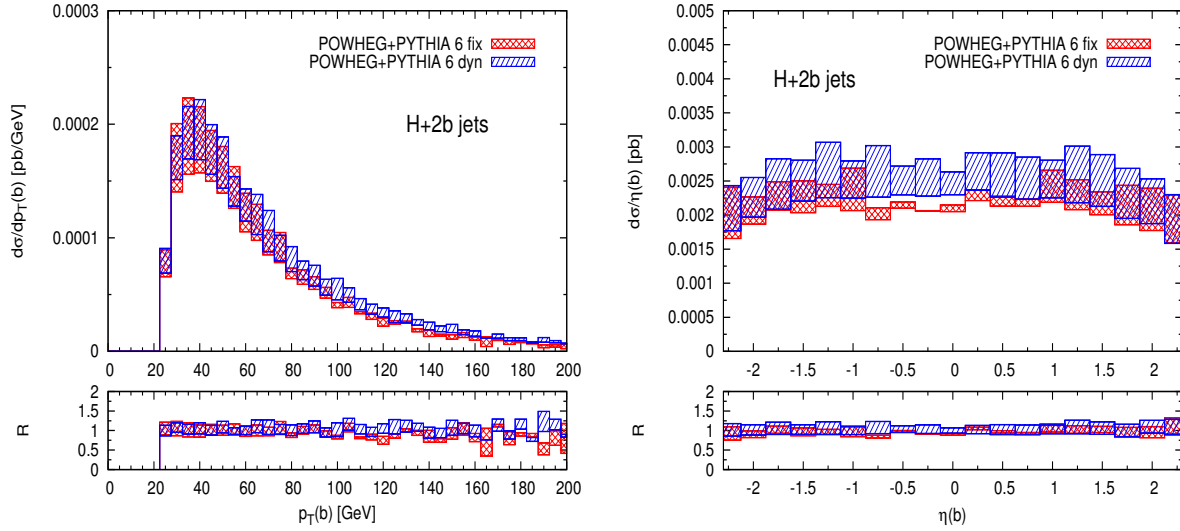 0.0003
0.0002
0.0001
0
dσ/dp_T(b) [pb/GeV]
POWHEG+PYTHIA 6 fix
POWHEG+PYTHIA 6 dyn
H+2b jets
0 20 40 60 80 100 120 140 160 180 200
2
1.5
1
0.5
0
R
0 20 40 60 80 100 120 140 160 180 200
p_T(b) [GeV]
0.005
0.0045
0.004
0.0035
0.003
0.0025
0.002
0.0015
0.001
0.0005
0
dσ/η(b) [pb]
POWHEG+PYTHIA 6 fix
POWHEG+PYTHIA 6 dyn
H+2b jets
-2 -1.5 -1 -0.5 0 0.5 1 1.5 2
2
1.5
1
0.5
0
R
-2 -1.5 -1 -0.5 0 0.5 1 1.5 2
η(b)